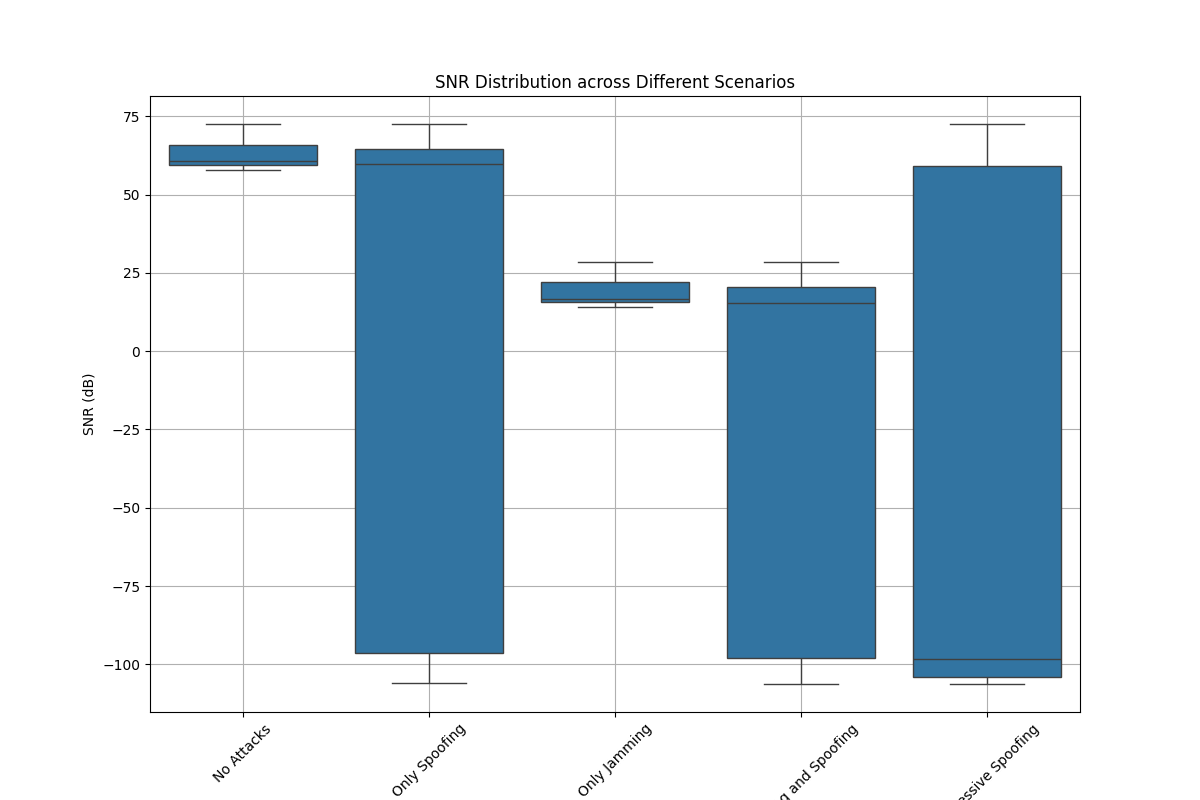 SNR Distribution across Different Scenarios
75
50
25
0
−25
−50
−75
−100
SNR (dB)
No Attacks
Only Spoofing
Only Jamming
and Spoofing
Spoofing